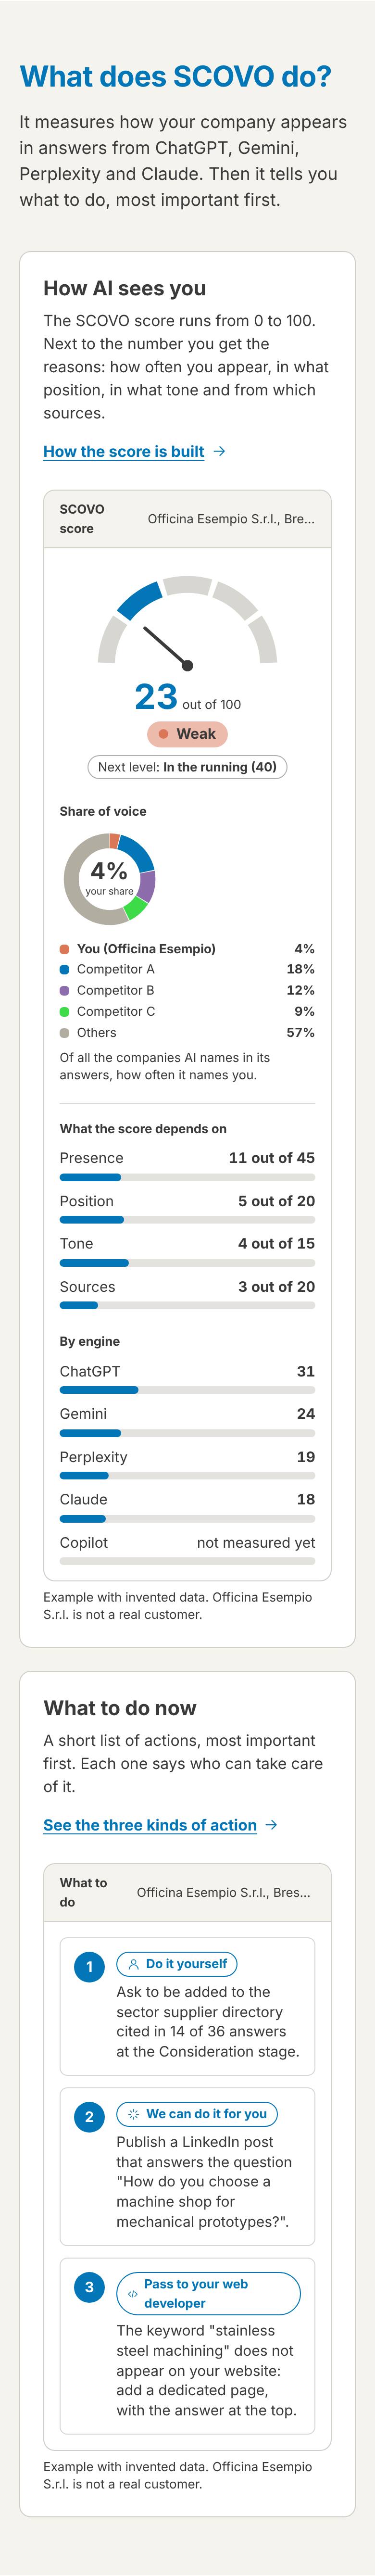 What does SCOVO do?
It measures how your company appears
in answers from ChatGPT, Gemini,
Perplexity and Claude. Then it tells you
what to do, most important first.
How AI sees you
The SCOVO score runs from 0 to 100.
Next to the number you get the
reasons: how often you appear, in what
position, in what tone and from which
sources.
How the score is built →
SCOVO
score
Officina Esempio S.r.l., Bre...
23 out of 100
Weak
Next level: In the running (40)
Share of voice
4%
your share
You (Officina Esempio) 4%
Competitor A 18%
Competitor B 12%
Competitor C 9%
Others 57%
Of all the companies AI names in its
answers, how often it names you.
What the score depends on
Presence 11 out of 45
Position 5 out of 20
Tone 4 out of 15
Sources 3 out of 20
By engine
ChatGPT 31
Gemini 24
Perplexity 19
Claude 18
Copilot not measured yet
Example with invented data. Officina Esempio
S.r.l. is not a real customer.
What to do now
A short list of actions, most important
first. Each one says who can take care
of it.
See the three kinds of action →
What to
do
Officina Esempio S.r.l., Bres...
1
Do it yourself
Ask to be added to the
sector supplier directory
cited in 14 of 36 answers
at the Consideration stage.
2
We can do it for you
Publish a LinkedIn post
that answers the question
"How do you choose a
machine shop for
mechanical prototypes?".
3
Pass to your web
developer
The keyword "stainless
steel machining" does not
appear on your website:
add a dedicated page,
with the answer at the top.
Example with invented data. Officina Esempio
S.r.l. is not a real customer.